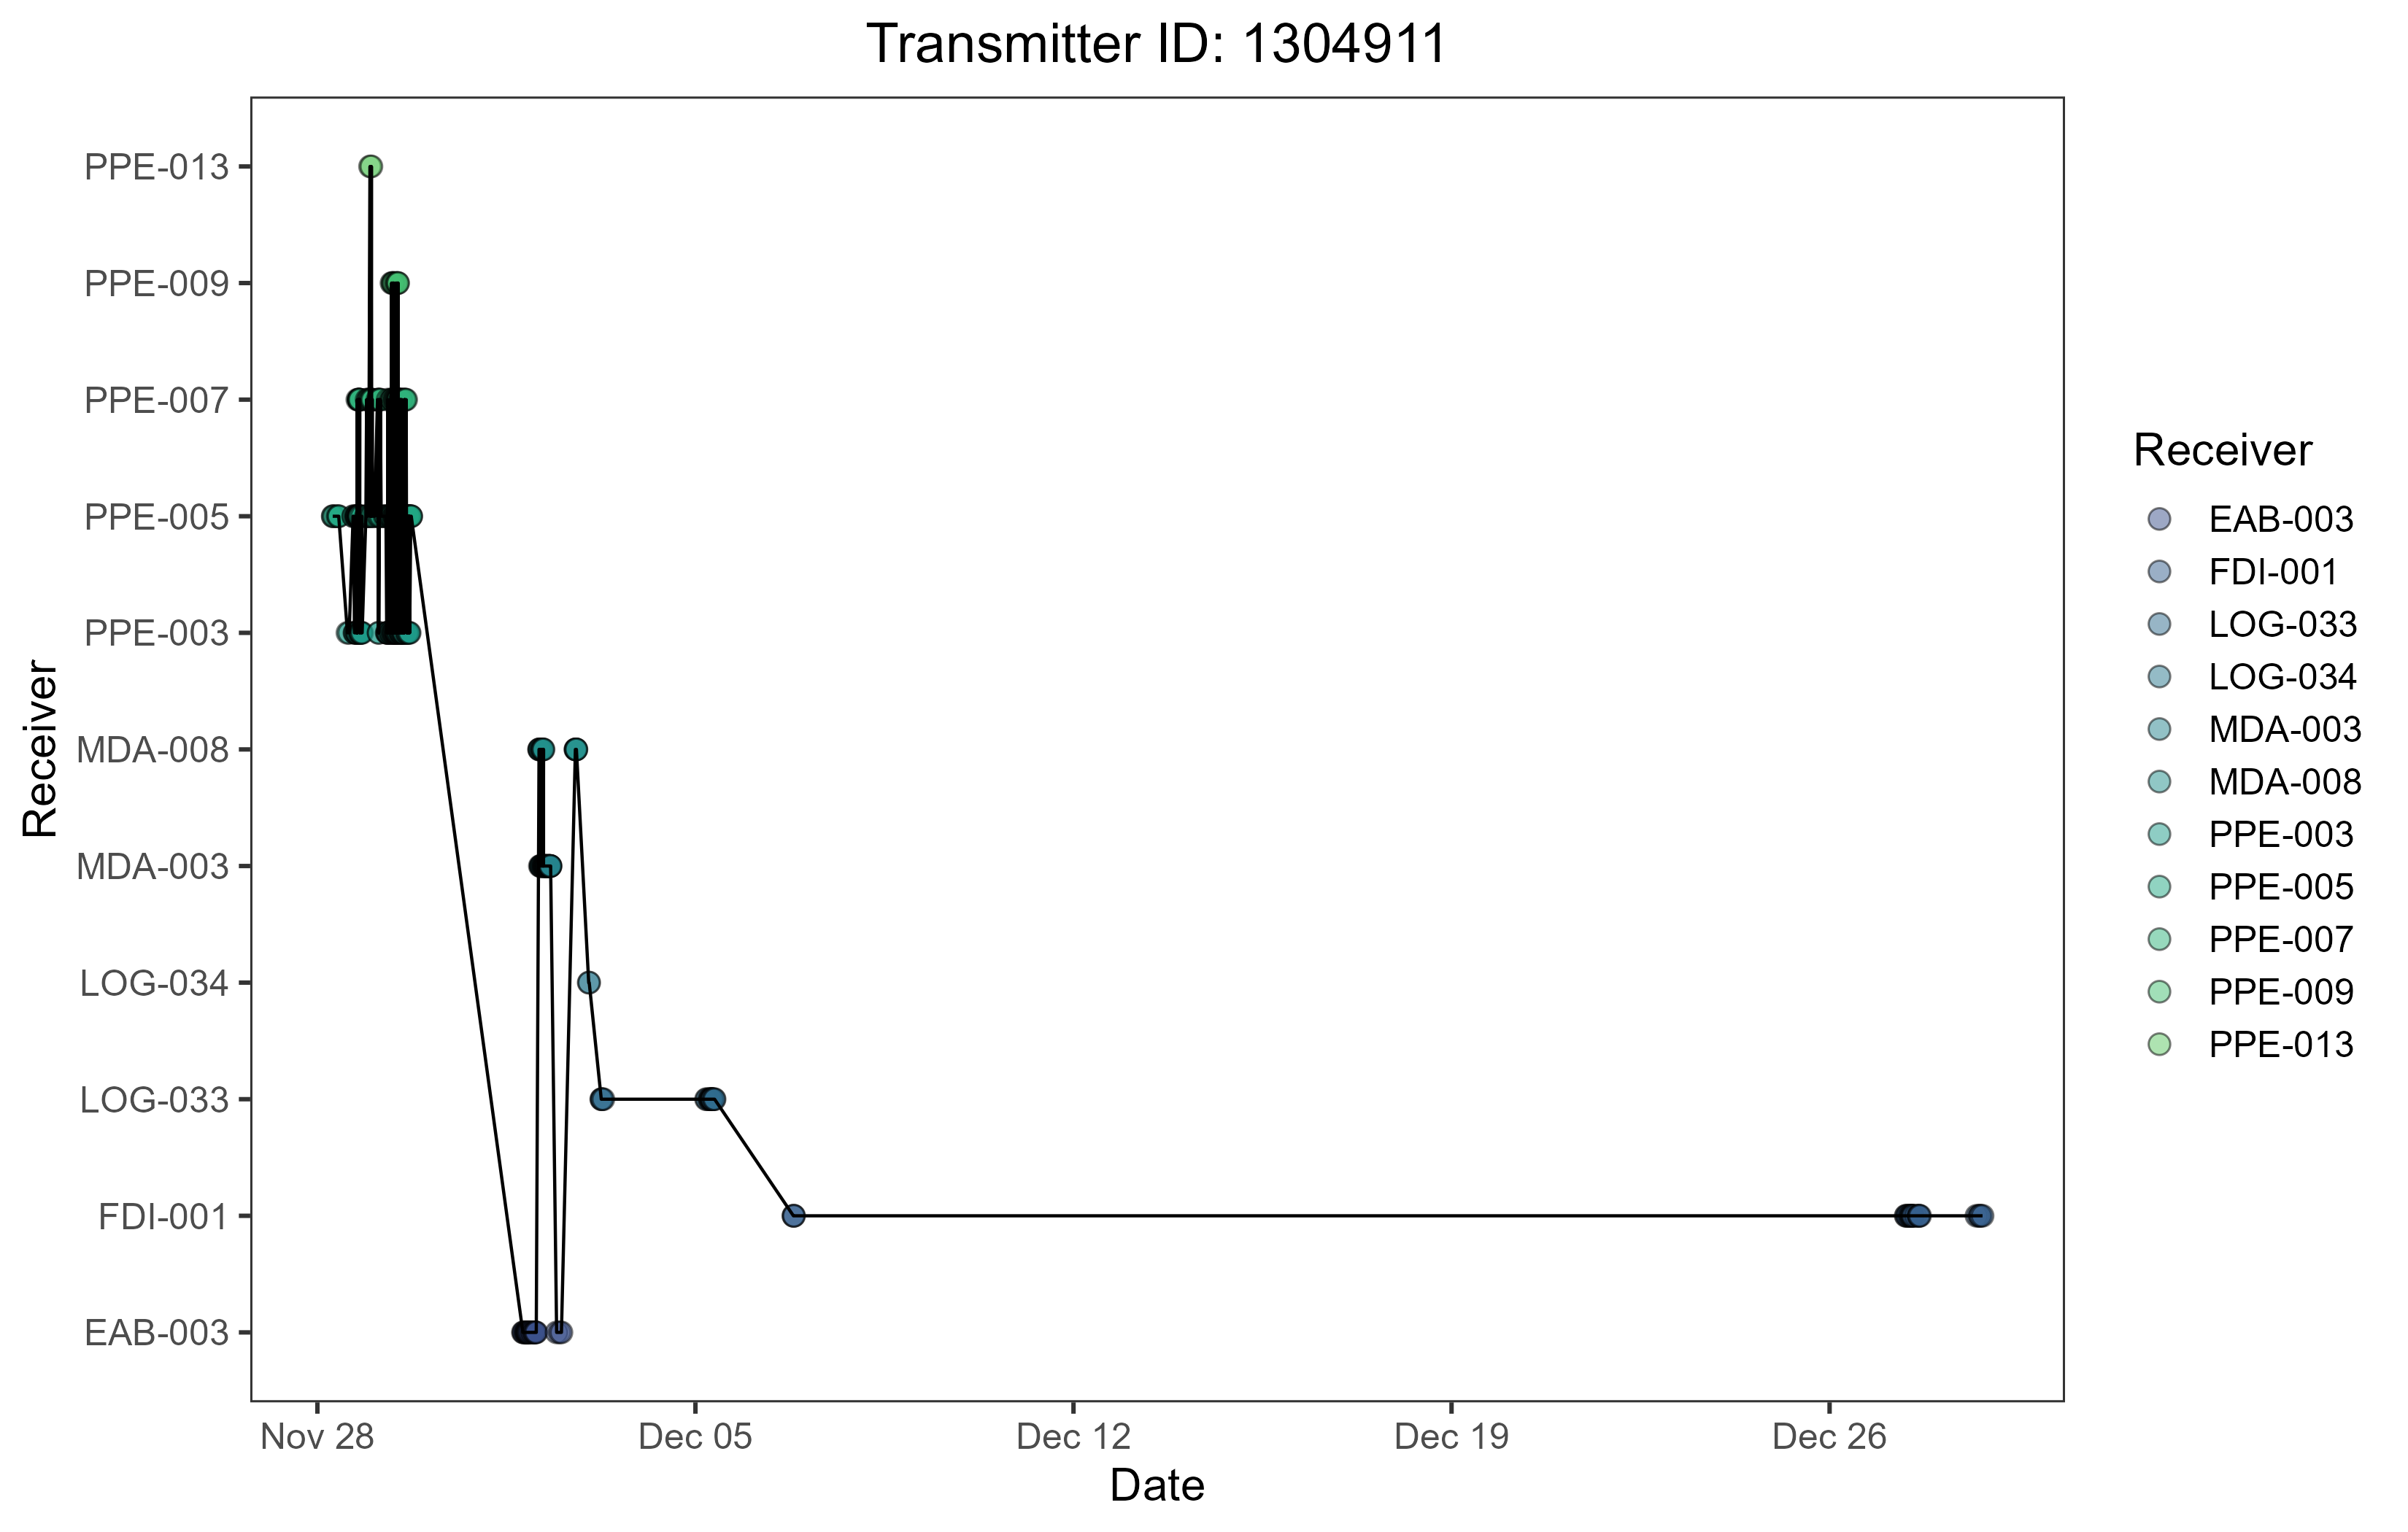 Transmitter ID: 1304911
PPE-013
PPE-009
PPE-007
PPE-005
PPE-003
MDA-008
MDA-003
LOG-034
LOG-033
FDI-001
EAB-003
Receiver
Nov 28
Dec 05
Dec 12
Dec 19
Dec 26
Date
Receiver
EAB-003
FDI-001
LOG-033
LOG-034
MDA-003
MDA-008
PPE-003
PPE-005
PPE-007
PPE-009
PPE-013